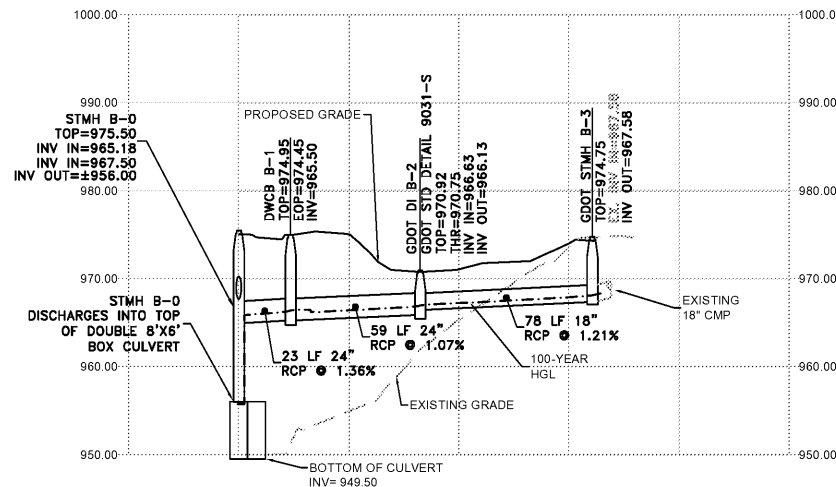 1000.00
1000.00
990.00
990.00
980.00
980.00
970.00
970.00
960.00
960.00
950.00
950.00
STMH B-0
TOP=975.50
INV IN=965.18
INV IN=967.50
INV OUT=±956.00
PROPOSED GRADE
DWCB B-1
TOP=974.95
EOP=974.45
INV=965.50
GDOT DI B-2
GDOT STD DETAIL 9031-S
TOP=970.92
THR=970.75
INV IN=966.63
INV OUT=966.13
GDOT STMH B-3
TOP=974.75
INV OUT=967.58
STMH B-0
DISCHARGES INTO TOP
OF DOUBLE 8'X6'
BOX CULVERT
23 LF 24"
RCP @ 1.36%
59 LF 24"
RCP @ 1.07%
78 LF 18"
RCP @ 1.21%
100-YEAR
HGL
EXISTING
18" CMP
EXISTING GRADE
BOTTOM OF CULVERT
INV= 949.50